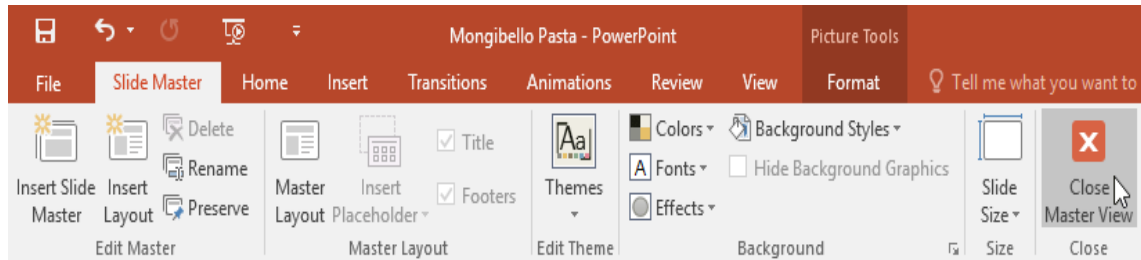 Mongibello Pasta - PowerPoint
Picture Tools
File
Slide Master
Home
Insert
Transitions
Animations
Review
View
Format
Tell me what you want to
Insert Slide
Master
Insert
Layout
Delete
Rename
Preserve
Edit Master
Master
Layout
Insert
Placeholder
Title
Footers
Master Layout
Aa
Themes
Edit Theme
Colors
A Fonts
Effects
Background Styles
Hide Background Graphics
Background
Slide
Size
Size
Close
Master View
Close